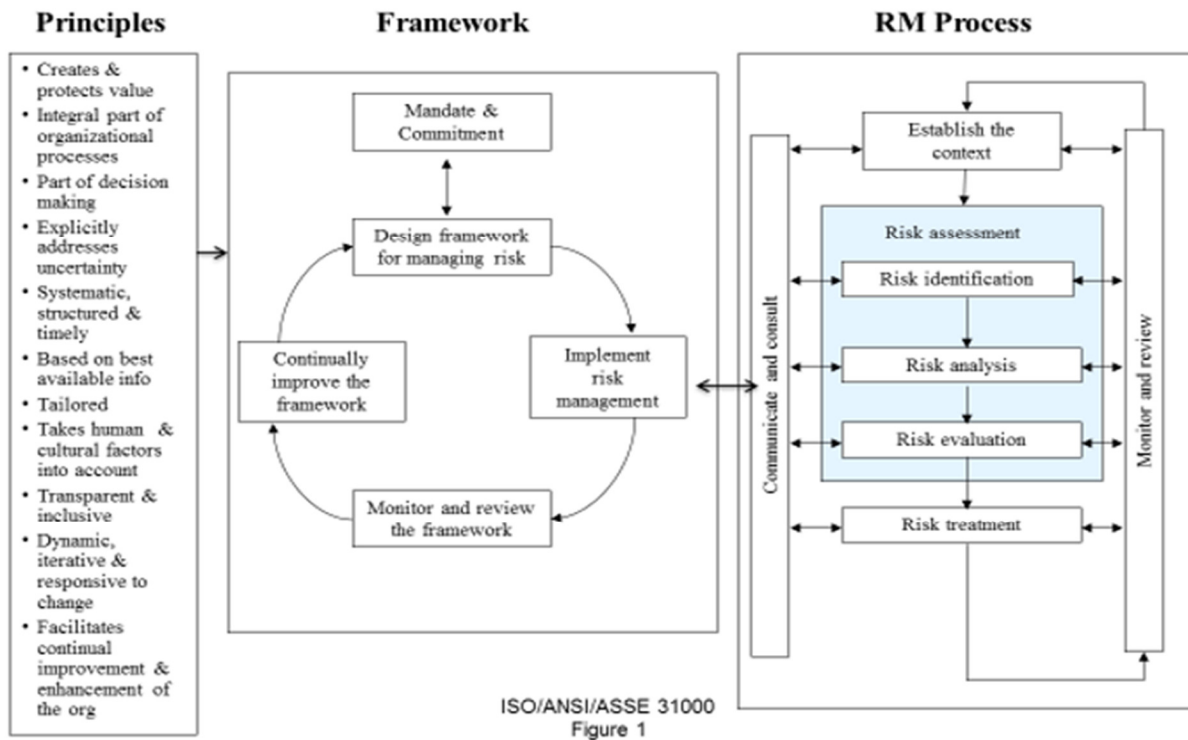 Principles
• Creates &
protects value
• Integral part of
organizational
processes
• Part of decision
making
• Explicitly
addresses
uncertainty
• Systematic,
structured &
timely
• Based on best
available info
• Tailored
• Takes human &
cultural factors
into account
• Transparent &
inclusive
• Dynamic,
iterative &
responsive to
change
• Facilitates
continual
improvement &
enhancement of
the org
Framework
Mandate &
Commitment
Design framework
for managing risk
Implement
risk
management
Monitor and review
the framework
Continually
improve the
framework
RM Process
Communicate and consult
Establish the
context
Risk assessment
Risk identification
Risk analysis
Risk evaluation
Risk treatment
Monitor and review
ISO/ANSI/ASSE 31000
Figure 1